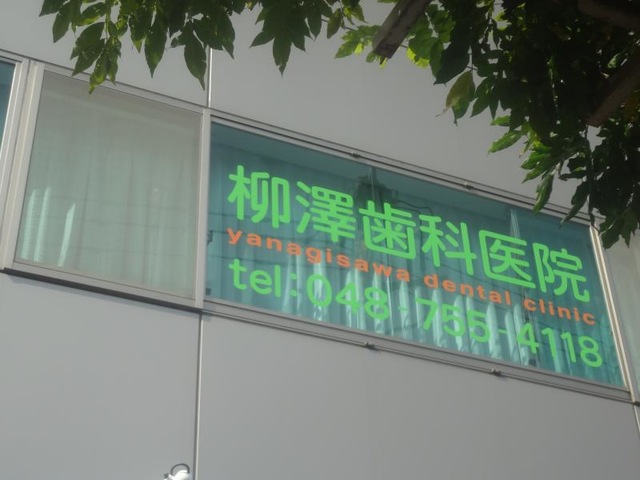 柳澤歯科医院
yanagisawa dental clinic
tel:048-755-4118